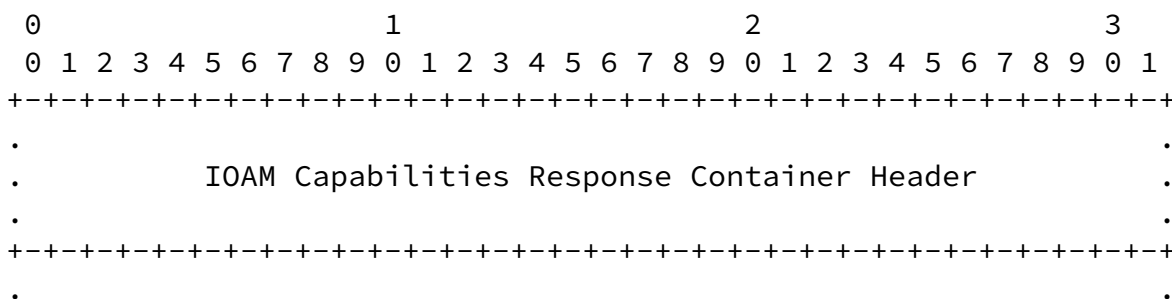 0                   1                   2                   3
 0 1 2 3 4 5 6 7 8 9 0 1 2 3 4 5 6 7 8 9 0 1 2 3 4 5 6 7 8 9 0 1
+-+-+-+-+-+-+-+-+-+-+-+-+-+-+-+-+-+-+-+-+-+-+-+-+-+-+-+-+-+-+-+-+
.                                                               .
.          IOAM Capabilities Response Container Header          .
.                                                               .
+-+-+-+-+-+-+-+-+-+-+-+-+-+-+-+-+-+-+-+-+-+-+-+-+-+-+-+-+-+-+-+-+
.                                                               .